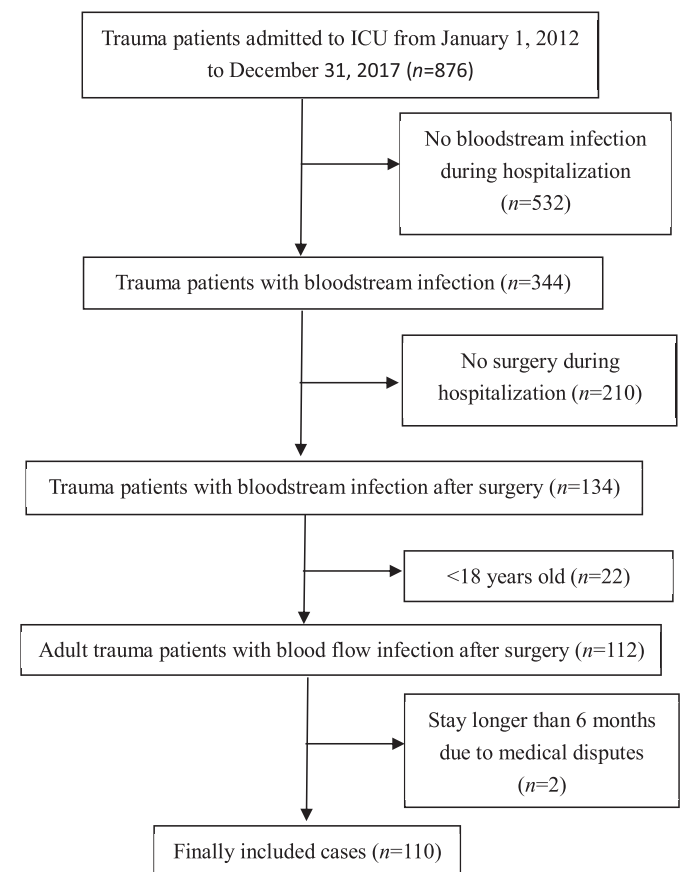 Trauma patients admitted to ICU from January 1, 2012
to December 31, 2017 (n=876)
No bloodstream infection
during hospitalization
(n=532)
Trauma patients with bloodstream infection (n=344)
No surgery during
hospitalization (n=210)
Trauma patients with bloodstream infection after surgery (n=134)
<18 years old (n=22)
Adult trauma patients with blood flow infection after surgery (n=112)
Stay longer than 6 months
due to medical disputes
(n=2)
Finally included cases (n=110)